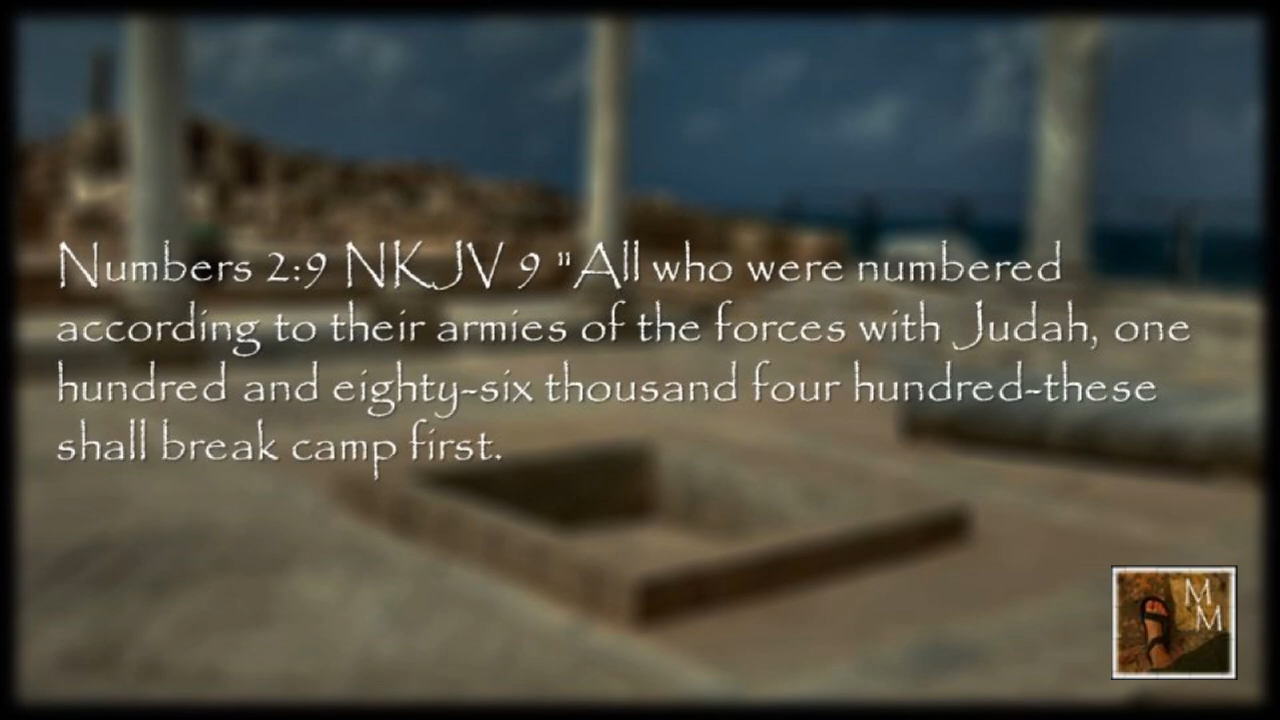 Numbers 2:9 NKJV 9 "All who were numbered
according to their armies of the forces with Judah, one
hundred and eighty-six thousand four hundred-these
shall break camp first.
M
M